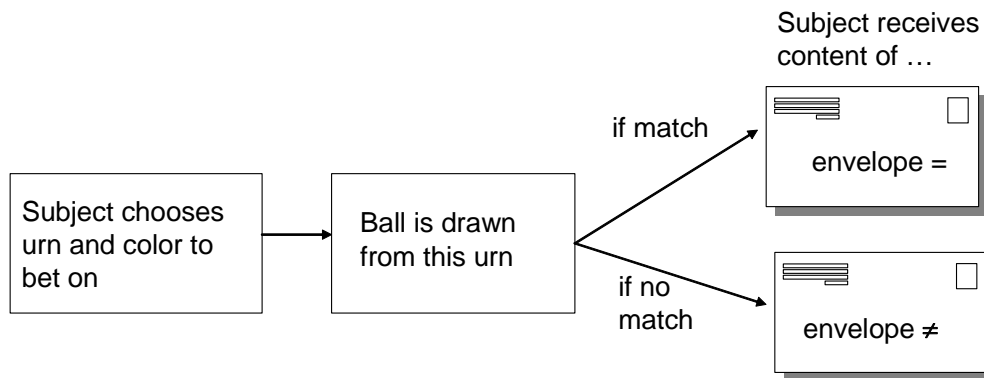 Subject receives
content of …
if match
envelope =
Subject chooses
urn and color to
bet on
Ball is drawn
from this urn
if no
match
envelope ≠